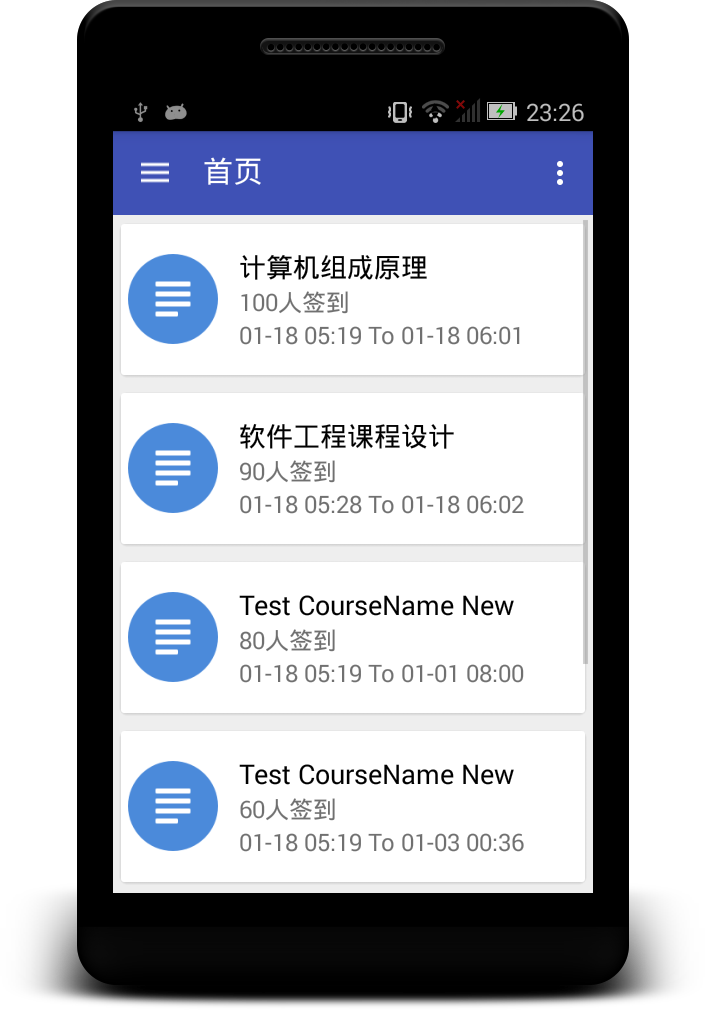 23:26
首页
计算机组成原理
100人签到
01-18 05:19 To 01-18 06:01
软件工程课程设计
90人签到
01-18 05:28 To 01-18 06:02
Test CourseName New
80人签到
01-18 05:19 To 01-01 08:00
Test CourseName New
60人签到
01-18 05:19 To 01-03 00:36